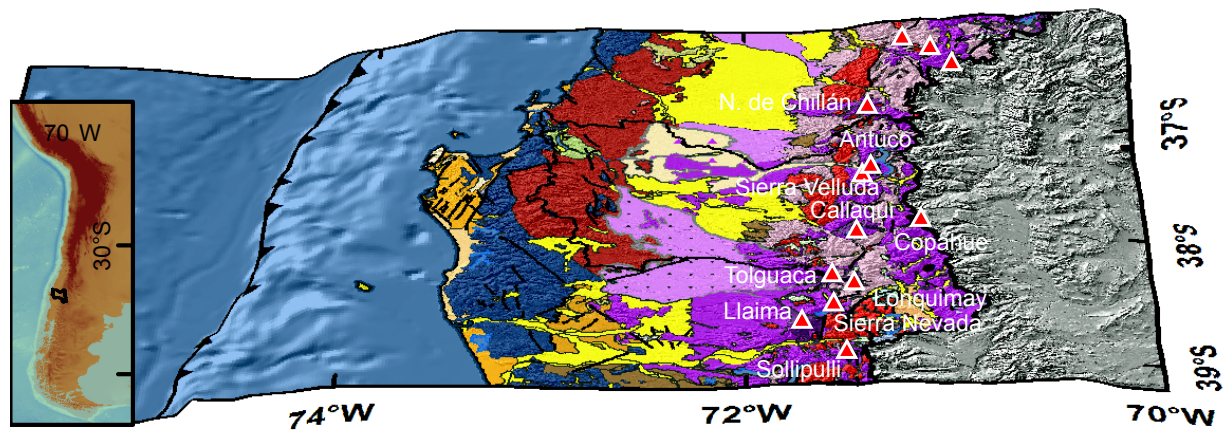 70 W
30°S
N. de Chillán
Antuco
Sierra Velluda
Callaqui
Copahue
Tolguaca
Lonquimay
Llaima
Sierra Nevada
Sollipulli
37°S
38°S
39°S
74°W
72°W
70°W